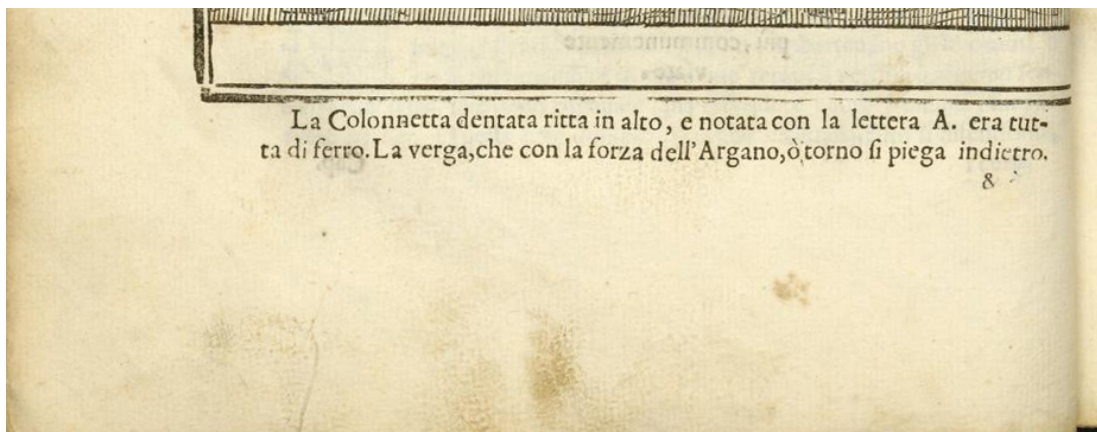 La Colonnetta dentata ritta in alto, e notata con la lettera A. era tut-
ta di ferro. La verga, che con la forza dell'Argano, ò torno si piega indietro.
&